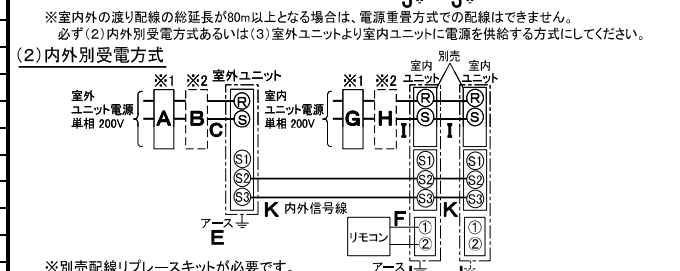 ※室内外の渡り配線の総延長が80m以上となる場合は、電源重畳方式での配線はできません。
必ず(2)内外別受電方式あるいは(3)室外ユニットより室内ユニットに電源を供給する方式にしてください。
(2)内外別受電方式
別売
※1 ※2 室外ユニット ※1 ※2 室内ユニット 室内ユニット
室外
ユニット電源
単相 200V
A B C
R
S
S1
S2
S3
室内
ユニット電源
単相 200V
G H I I
R R
S S
S1 S1
S2 S2
S3 S3
K 内外信号線
K
アース
E
リモコン
F
① ①
② ②
※別売配線リプレースキットが必要です。
アース